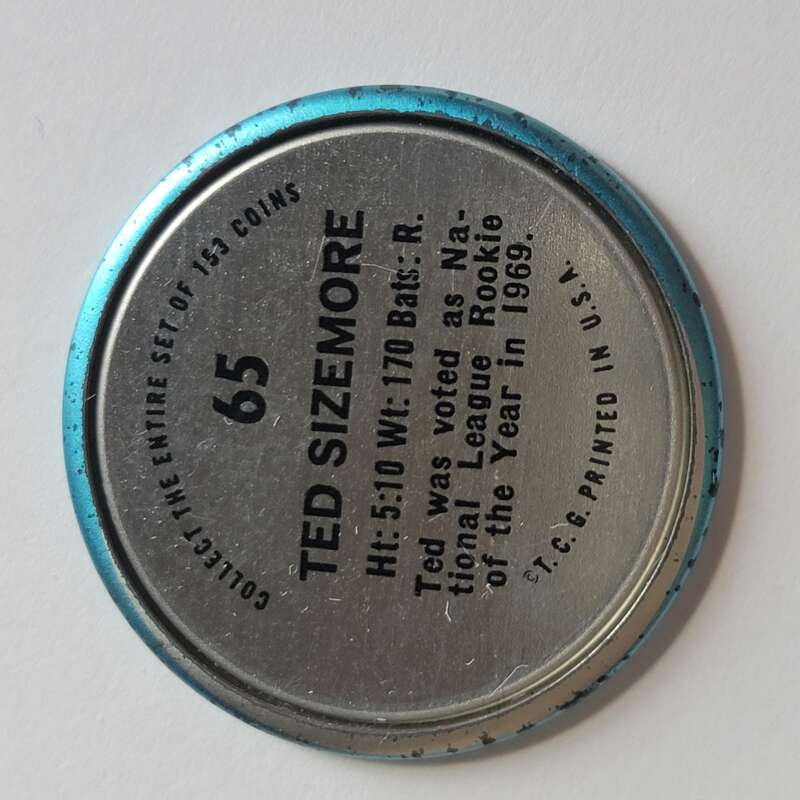 COLLECT THE ENTIRE SET OF 153 COINS
65
TED SIZEMORE
Ht: 5:10 Wt: 170 Bats: R.
Ted was voted as Na-
tional League Rookie
of the Year in 1969.
©T. C. G. PRINTED IN U.S.A.